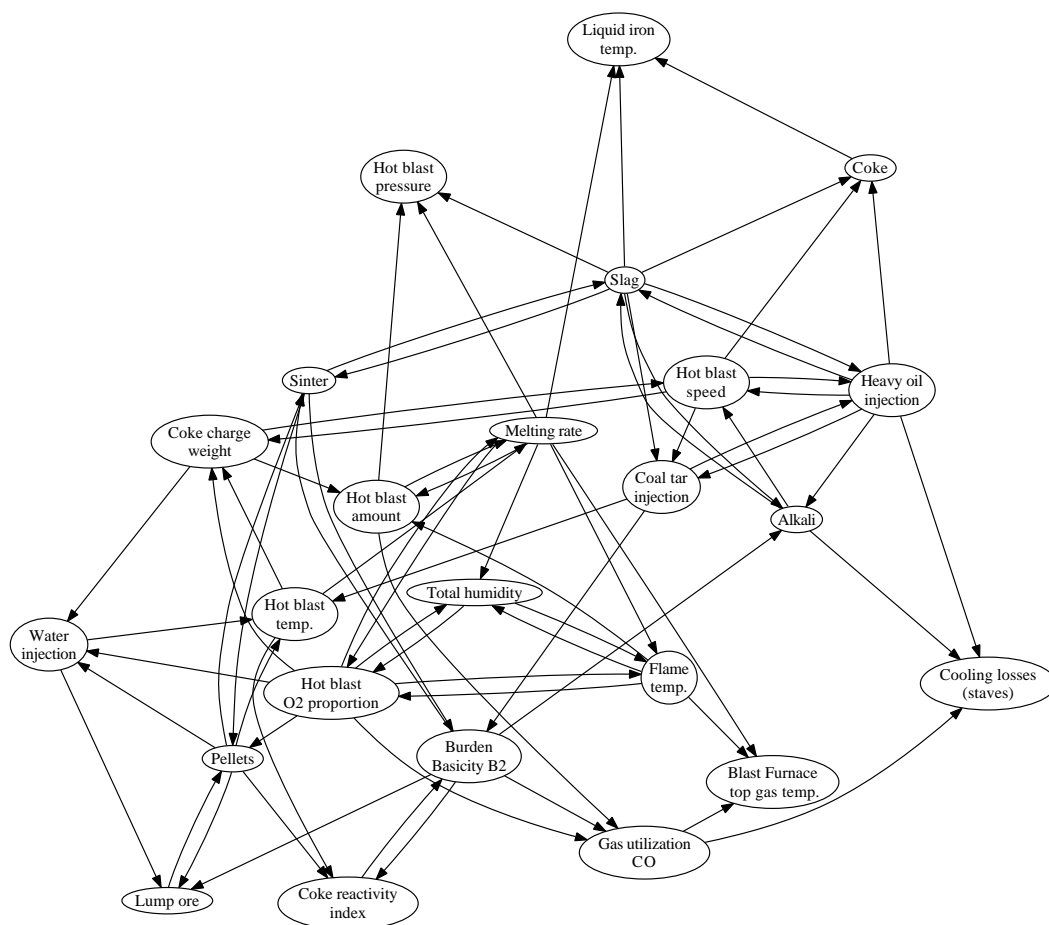 Liquid iron
temp.
Hot blast
pressure
Coke
Slag
Sinter
Hot blast
speed
Heavy oil
injection
Coke charge
weight
Melting rate
Hot blast
amount
Coal tar
injection
Alkali
Total humidity
Hot blast
temp.
Water
injection
Hot blast
O2 proportion
Flame
temp.
Cooling losses
(staves)
Pellets
Burden
Basicity B2
Blast Furnace
top gas temp.
Gas utilization
CO
Lump ore
Coke reactivity
index